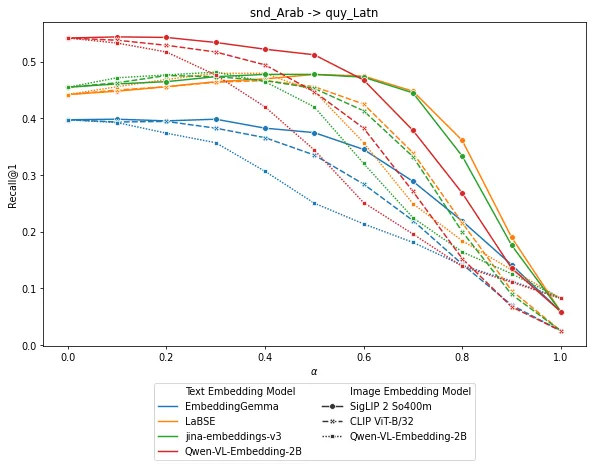 snd_Arab -> quy_Latn
Recall@1
0.5
0.4
0.3
0.2
0.1
0.0
0.0 0.2 0.4 0.6 0.8 1.0
α
Text Embedding Model
EmbeddingGemma
LaBSE
jina-embeddings-v3
Qwen-VL-Embedding-2B
Image Embedding Model
SigLIP 2 So400m
CLIP ViT-B/32
Qwen-VL-Embedding-2B